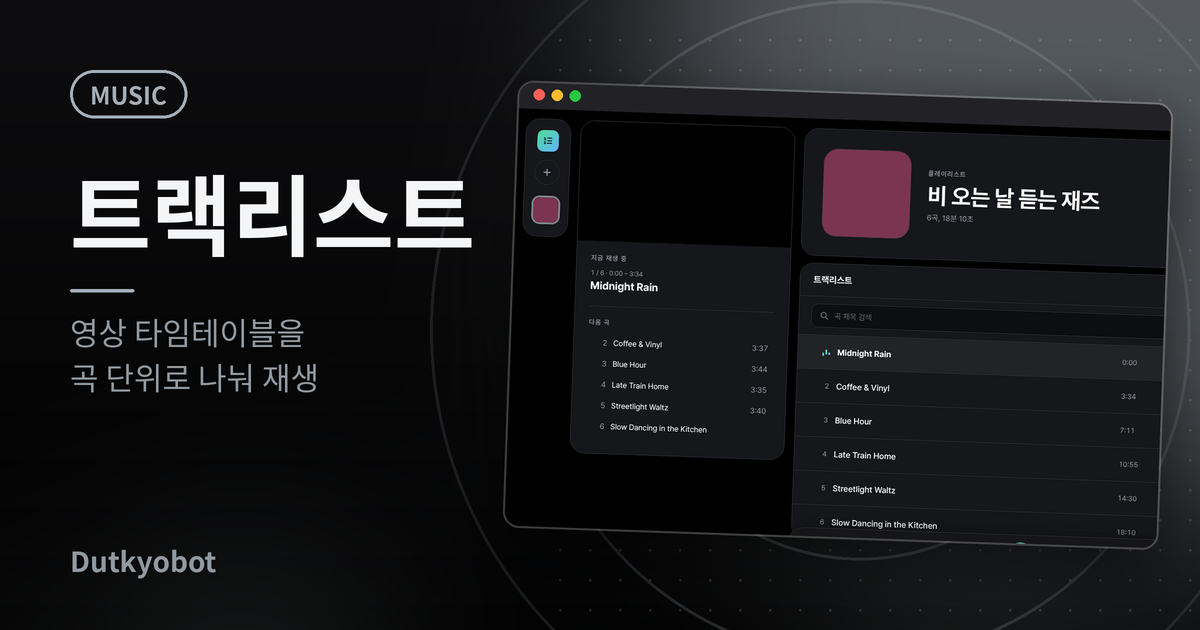 MUSIC
트랙리스트
영상 타임테이블을
곡 단위로 나눠 재생
Dutkyobot
지금 재생 중
1 / 6 · 0:00 – 3:34
Midnight Rain
다음 곡
2 Coffee & Vinyl 3:37
3 Blue Hour 3:44
4 Late Train Home 3:35
5 Streetlight Waltz 3:40
6 Slow Dancing in the Kitchen
플레이리스트
비 오는 날 듣는 재즈
6곡, 18분 10초
트랙리스트
곡 제목 검색
Midnight Rain 0:00
2 Coffee & Vinyl 3:34
3 Blue Hour 7:11
4 Late Train Home 10:55
5 Streetlight Waltz 14:30
6 Slow Dancing in the Kitchen 18:10